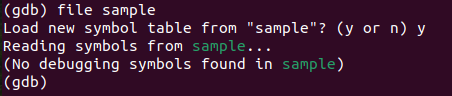 (gdb) file sample
Load new symbol table from "sample"? (y or n) y
Reading symbols from sample...
(No debugging symbols found in sample)
(gdb)